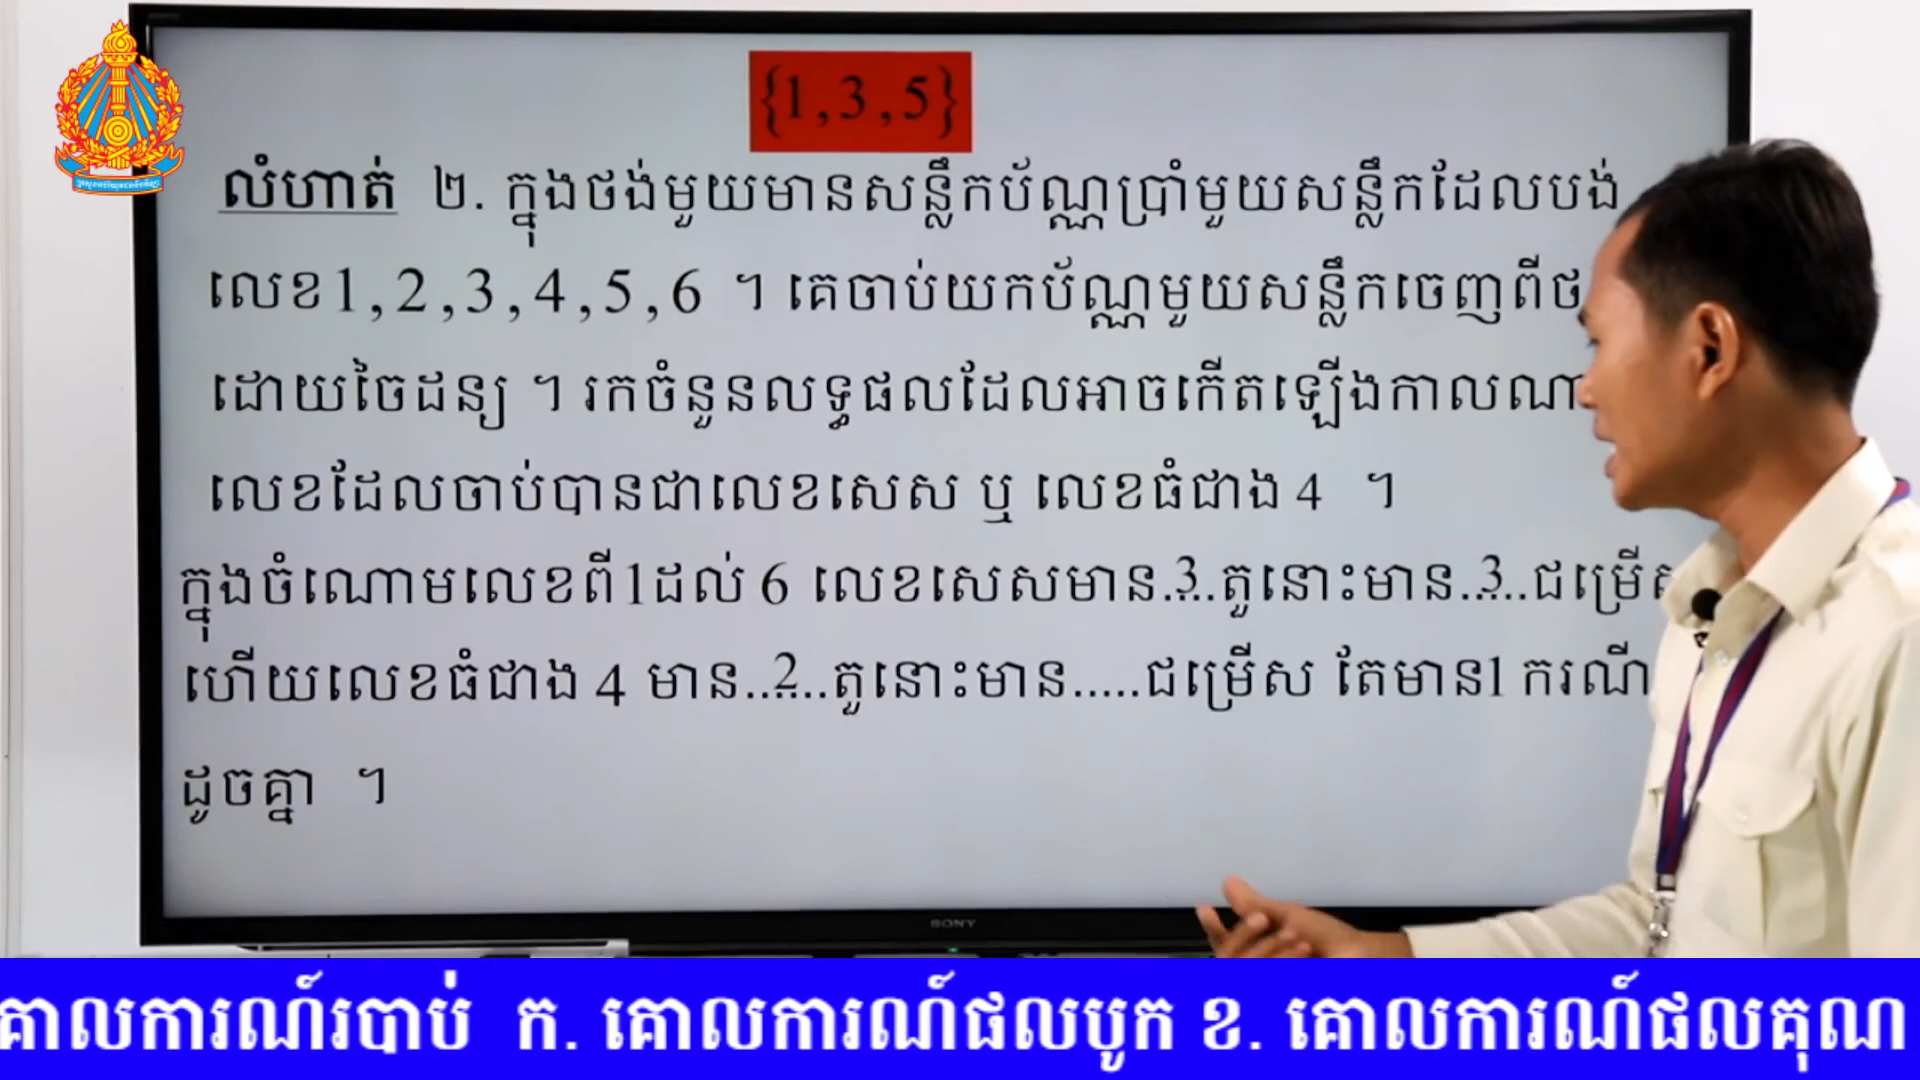 {1,3,5}
លំហាត់ ២. ក្នុងថង់មួយមានសន្លឹកប័ណ្ណប្រាំមួយសន្លឹកដែលបង់
លេខ1,2,3,4,5,6 ។ គេចាប់យកប័ណ្ណមួយសន្លឹកចេញពីថ
ដោយចៃដន្យ ។ រកចំនួនលទ្ធផលដែលអាចកើតឡើងកាលណា
លេខដែលចាប់បានជាលេខសេស ឬ លេខធំជាង 4 ។
ក្នុងចំណោមលេខពី1ដល់6 លេខសេសមាន..3..តួនោះមាន..3..ជម្រើស
ហើយលេខធំជាង 4 មាន...2...តួនោះមាន.....ជម្រើស តែមាន1 ករណី
ដូចគ្នា ។
SONY
គោលការណ៍របាប់ ក. គោលការណ៍ផលបូក ខ. គោលការណ៍ផលគុណ